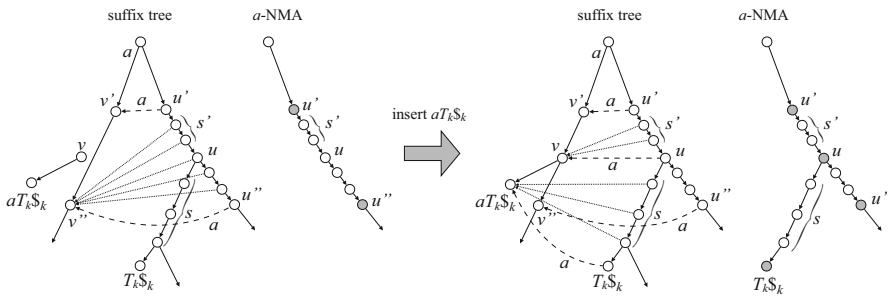 suffix tree
a-NMA
a
v'
a
u'
s'
v
u
aT_k$_k
v''
s
a
u''
T_k$_k
u'
s'
u
u''
insert aT_k$_k
suffix tree
a-NMA
a
v'
a
u'
s'
v
a
u
aT_k$_k
v''
s
a
u''
a
T_k$_k
u'
s'
u
s
u''
T_k$_k